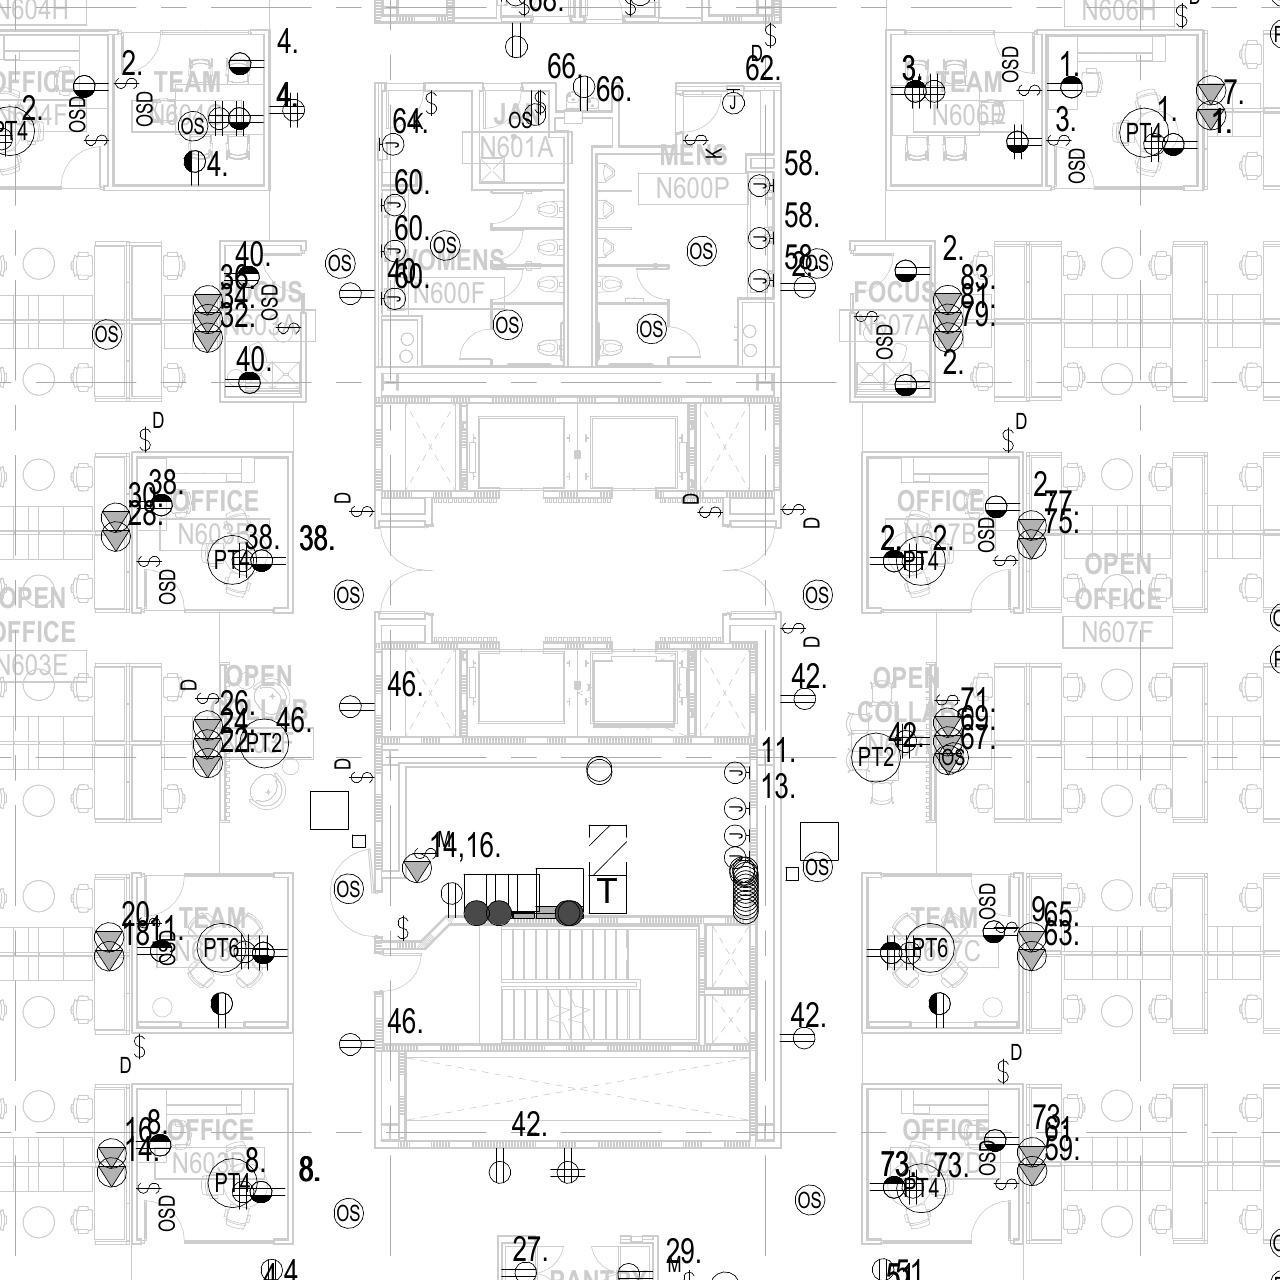 N604H
68.
N606H
D
4.
2.
OFFICE
TEAM
4.
2.
OSD
OSD
OS
PT4
4.
66.
66.
62.
D
OS
64.
K
N601A
J
MENS
K
N600P
58.
J
58.
J
58.
J
60.
J
60.
J
60.
J
OS
OS
WOMENS
N600F
OS
OS
3.
OSD
TEAM
1.
3.
OSD
7.
1.
1.
PT4
40.
36.
34.
32.
OSD
40.
OS
OS
40.
2.
OS
2.
FOCUS
N607A
OSD
83.
81.
79.
2.
D
D
38.
30.
28.
OFFICE
38.
38.
PT4
OSD
D
D
D
2.
OFFICE
77.
75.
2.
2.
PT4
OSD
OPEN
OFFICE
N607F
OPEN
OFFICE
N603E
OS
OS
D
D
OPEN
26.
24.
22.
46.
PT2
46.
42.
OPEN
COLLAB
71.
69.
67.
42.
PT2
OS
D
11.
J
13.
J
J
M
14,16.
T
OS
OS
20.
18.
11.
TEAM
OSD
PT6
OSD
TEAM
9.
65.
63.
PT6
46.
42.
D
D
16.
8.
14.
OFFICE
8.
8.
PT4
OSD
42.
73.
61.
59.
OFFICE
OSD
73.
73.
PT4
OS
OS
27.
29.
M
PANTRY
4.
4
51.
51